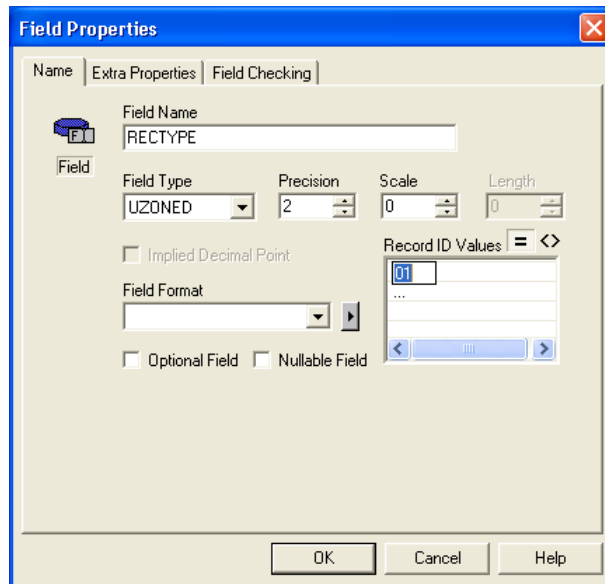 Field Properties
Name Extra Properties Field Checking
Field Name
F
RECTYPE
Field
Field Type Precision Scale Length
UZONED 2 0 0
Implied Decimal Point
Record ID Values = <>
01
...
Field Format
Optional Field Nullable Field
OK Cancel Help